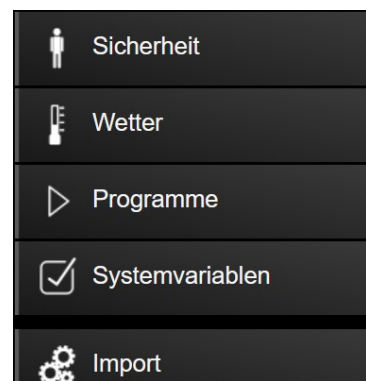 Sicherheit
Wetter
Programme
Systemvariablen
Import